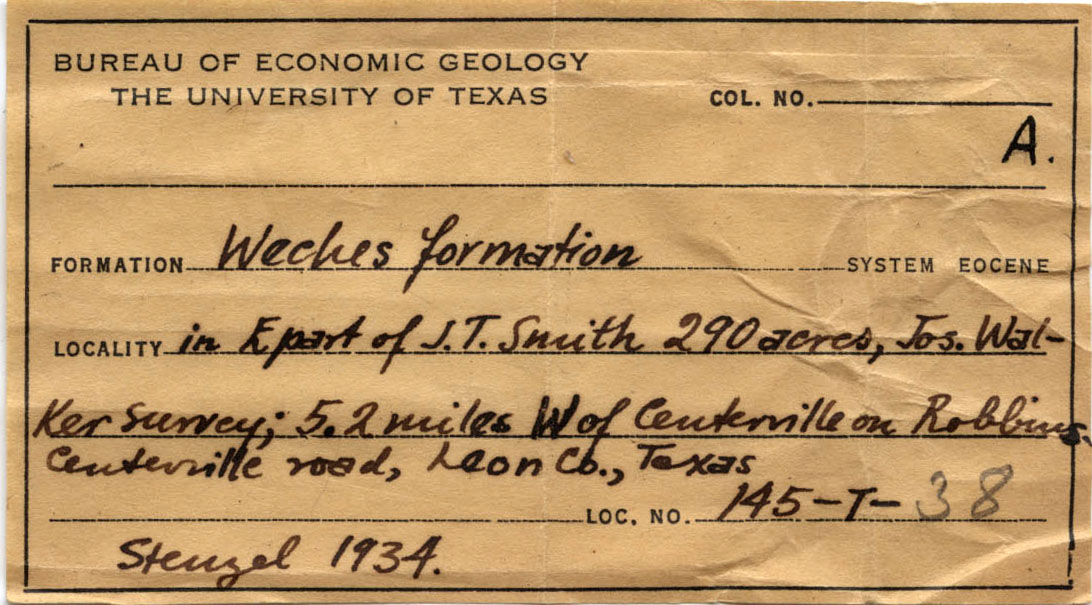 BUREAU OF ECONOMIC GEOLOGY
THE UNIVERSITY OF TEXAS
COL. NO.
A.
FORMATION Weches formation SYSTEM EOCENE
LOCALITY in E part of J.T. Smith 290 acres, Jos. Wal-
ker survey; 5.2 miles W of Centerville on Robbins-
Centerville road, Leon Co., Texas
LOC. NO. 145-T-38
Stenzel 1934.